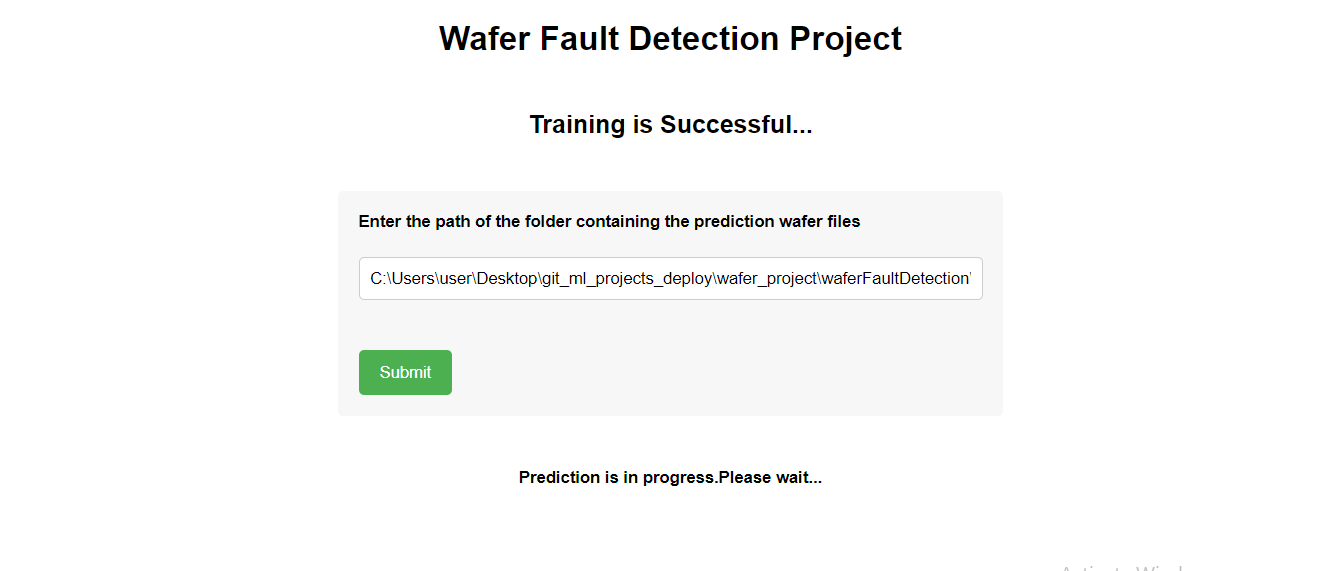 Wafer Fault Detection Project
Training is Successful...
Enter the path of the folder containing the prediction wafer files
C:\Users\user\Desktop\git_ml_projects_deploy\wafer_project\waferFaultDetection\
Submit
Prediction is in progress.Please wait...